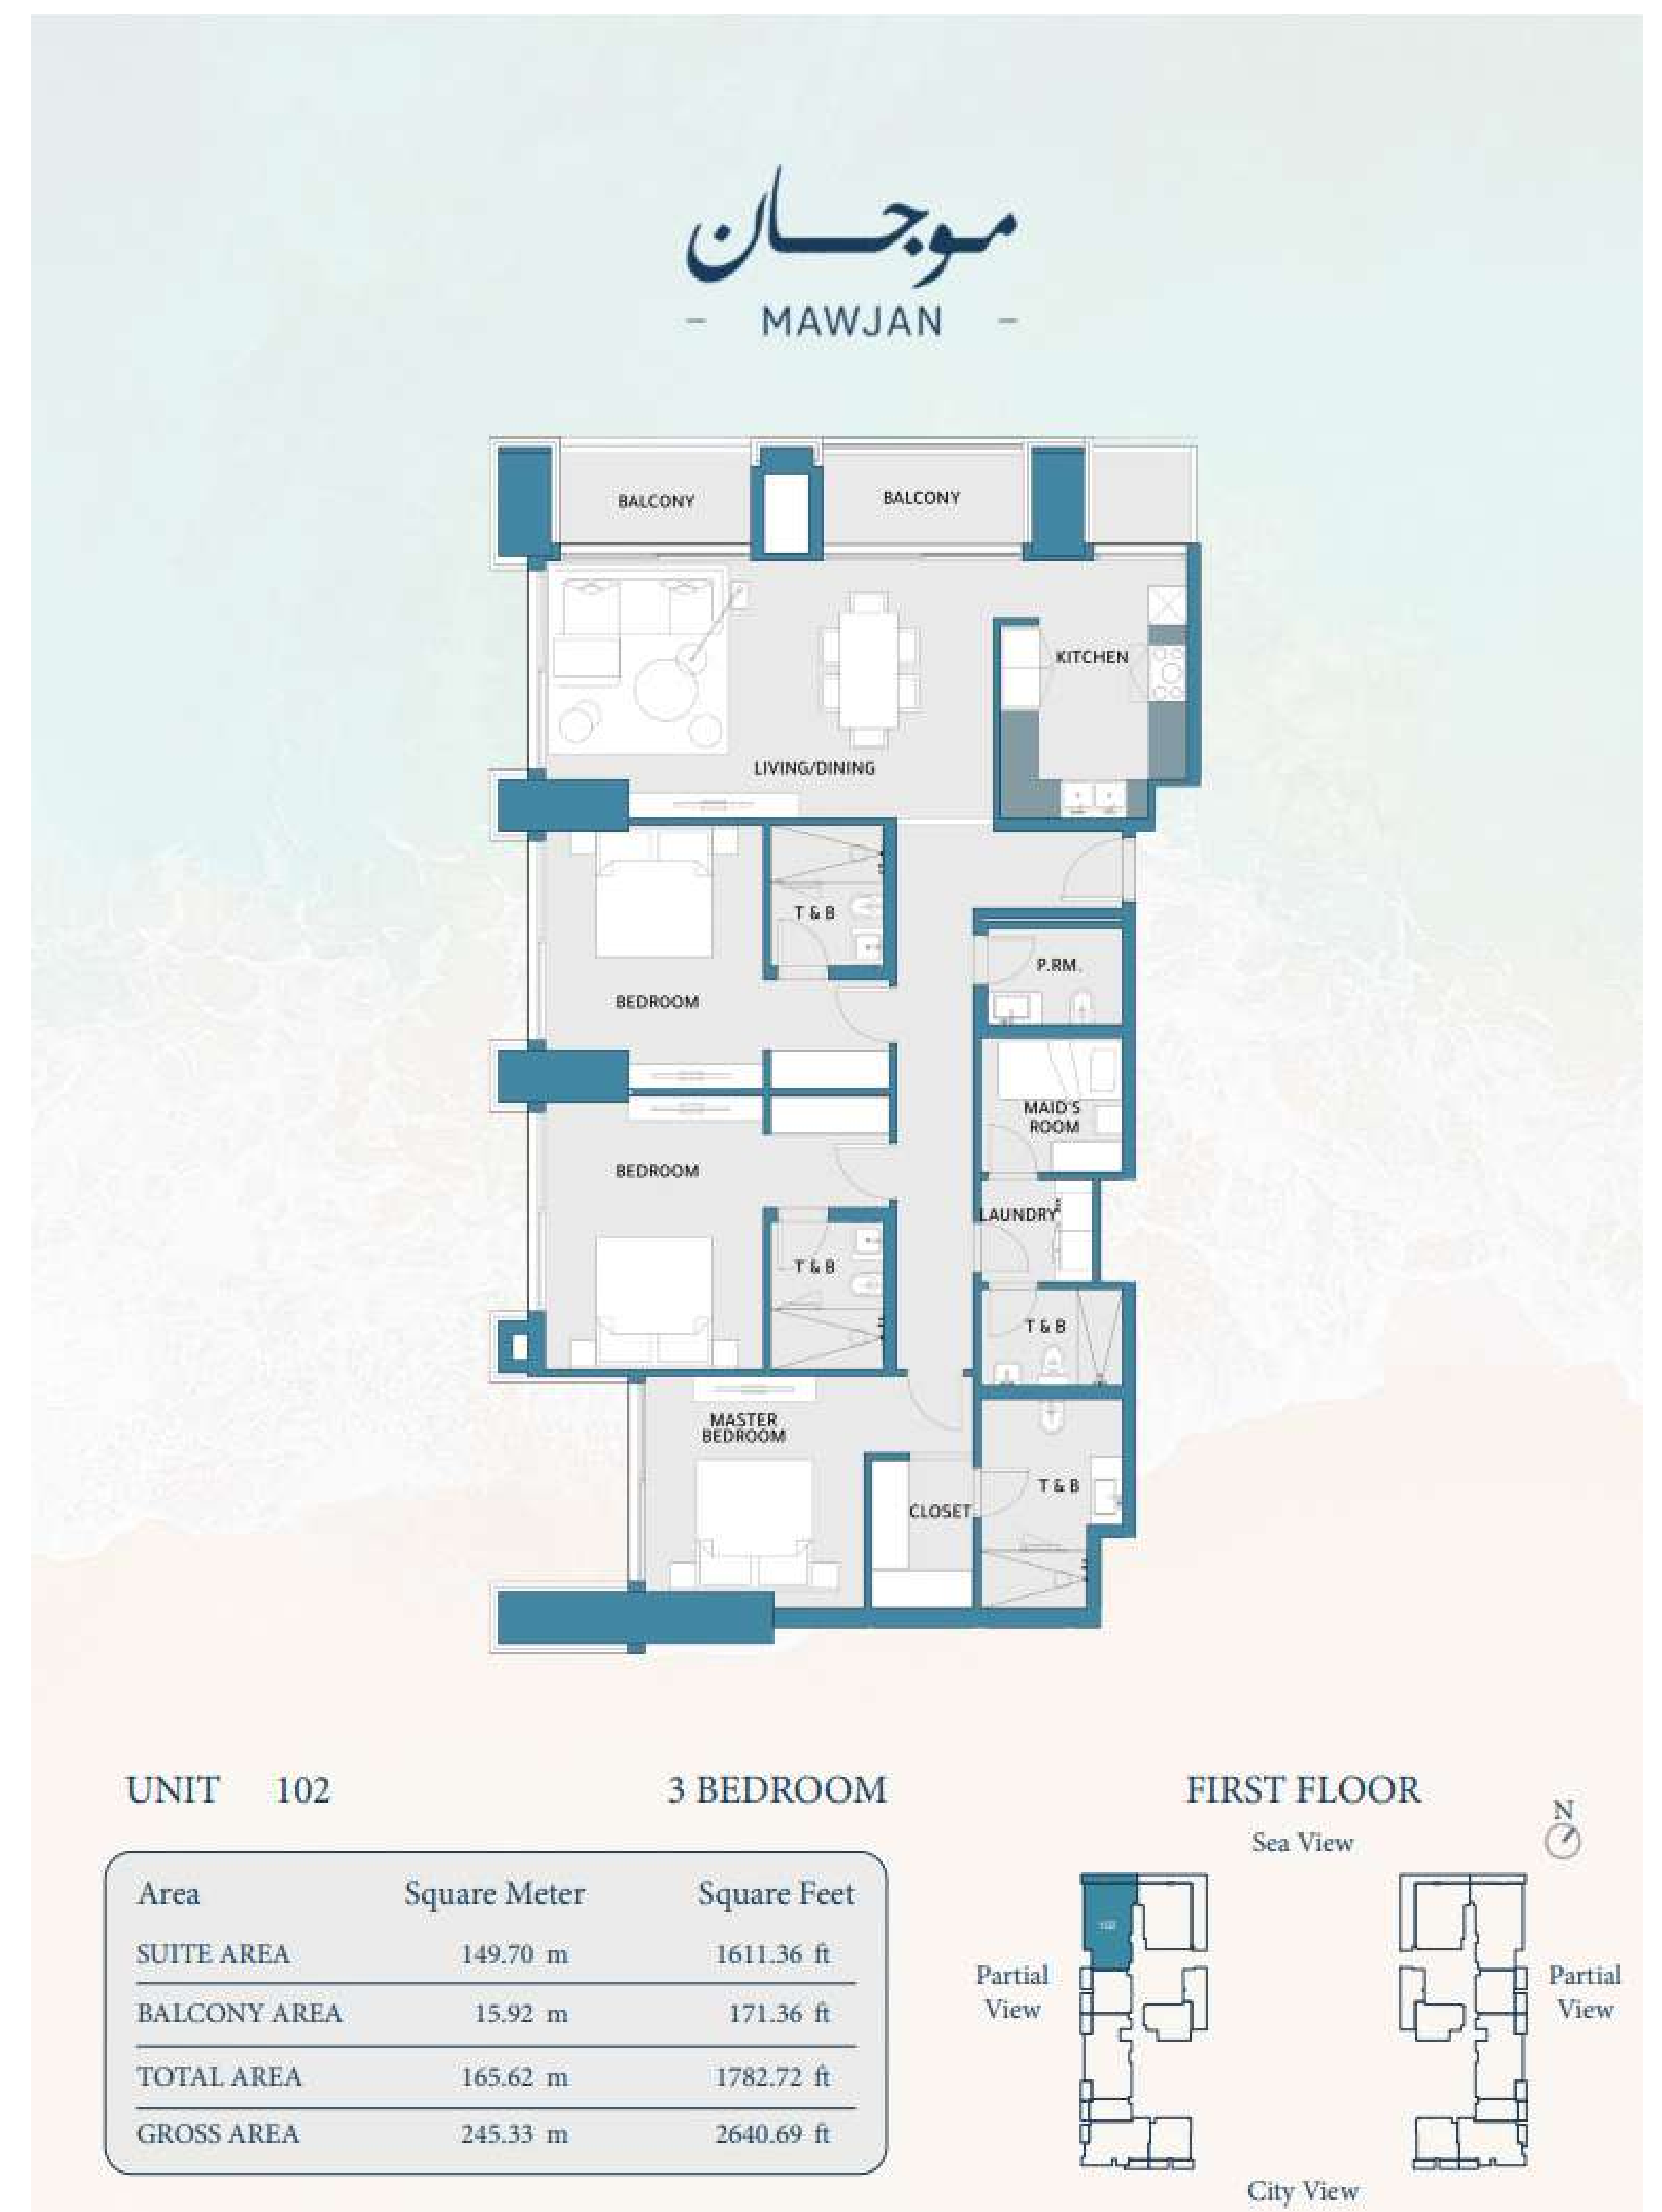 موجان
MAWJAN
BALCONY
BALCONY
KITCHEN
LIVING/DINING
T & B
P.RM.
BEDROOM
MAID'S
ROOM
BEDROOM
LAUNDRY
T & B
T & B
MASTER
BEDROOM
T & B
CLOSET
UNIT 102
3 BEDROOM
FIRST FLOOR
N
Sea View
Area Square Meter Square Feet
SUITE AREA 149.70 m 1611.36 ft
BALCONY AREA 15.92 m 171.36 ft
TOTAL AREA 165.62 m 1782.72 ft
GROSS AREA 245.33 m 2640.69 ft
102
Partial
View
Partial
View
City View